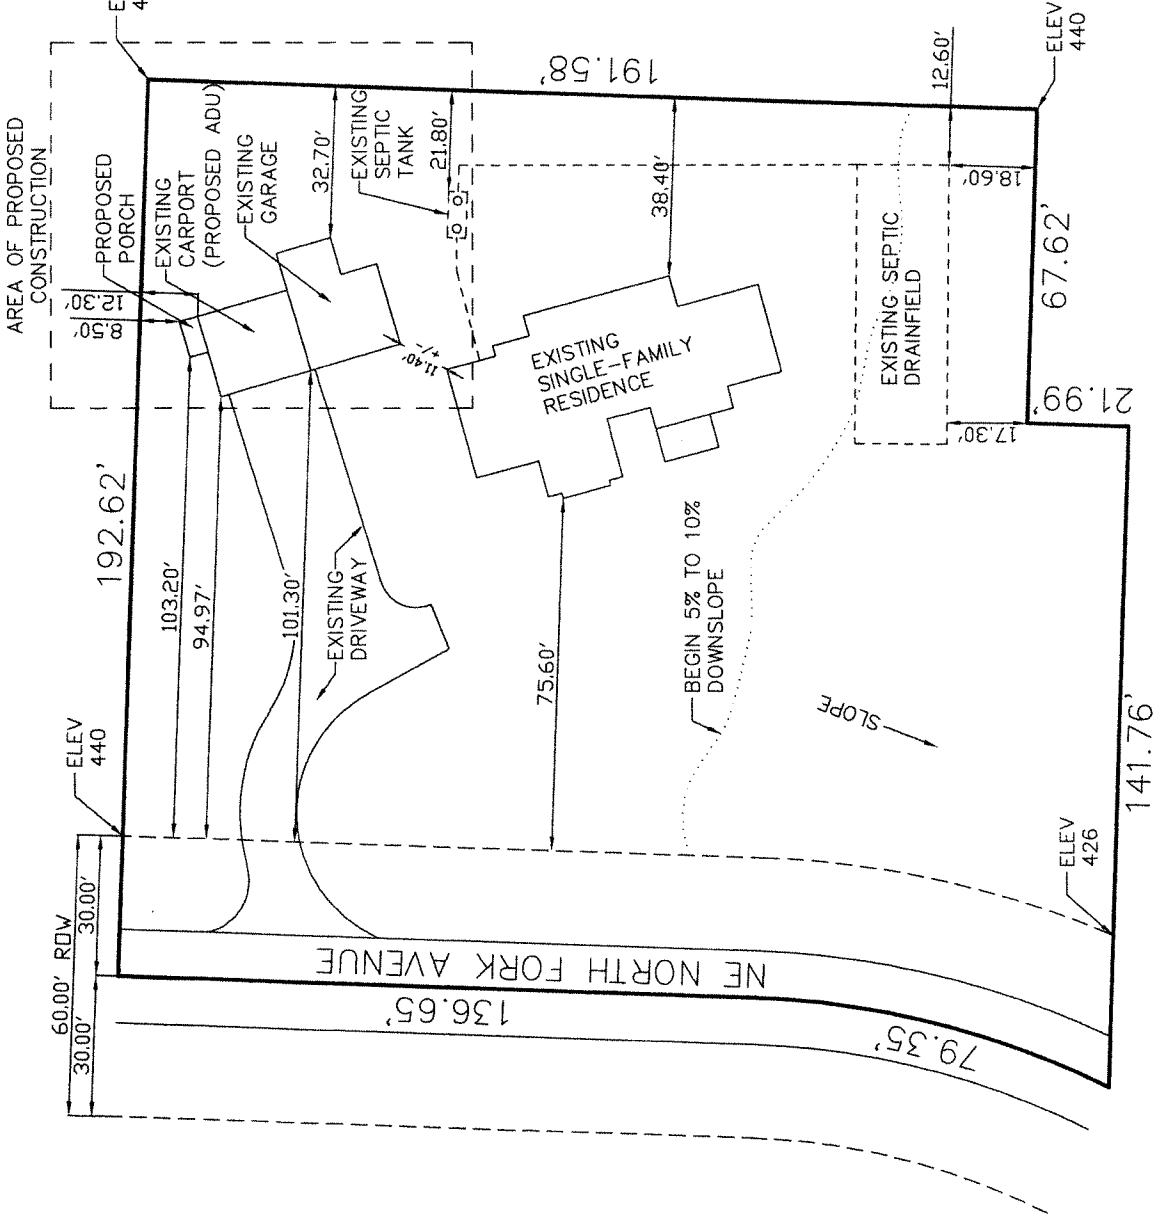 E
4
AREA OF PROPOSED
CONSTRUCTION
PROPOSED
PORCH
EXISTING
CARPORT
(PROPOSED ADU)
EXISTING
GARAGE
12.30'
8.50'
32.70'
EXISTING
SEPTIC
TANK
21.80'
191.58'
12.60'
ELEV
440
11.40'
+/-
EXISTING
SINGLE-FAMILY
RESIDENCE
38.40'
EXISTING SEPTIC
DRAINFIELD
18.60'
67.62'
17.30'
21.99'
192.62'
103.20'
94.97'
101.30'
EXISTING
DRIVEWAY
75.60'
BEGIN 5% TO 10%
DOWNSLOPE
SLOPE
141.76'
ELEV
440
60.00' ROW
30.00'
30.00'
ELEV
426
NE NORTH FORK AVENUE
136.65'
79.35'